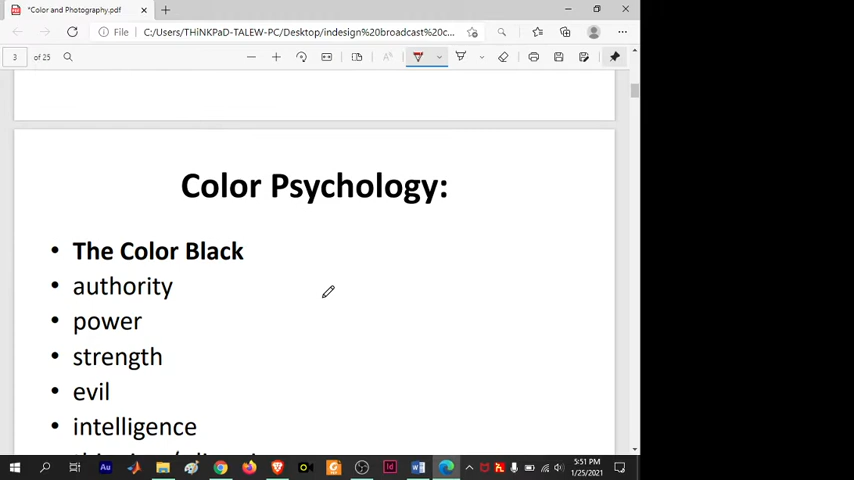 *Color and Photography.pdf
File C:/Users/THiNKPaD-TALEW-PC/Desktop/indesign%20broadcast%20c...
3 of 25
Color Psychology:
• The Color Black
• authority
• power
• strength
• evil
• intelligence
5:51 PM
1/25/2021